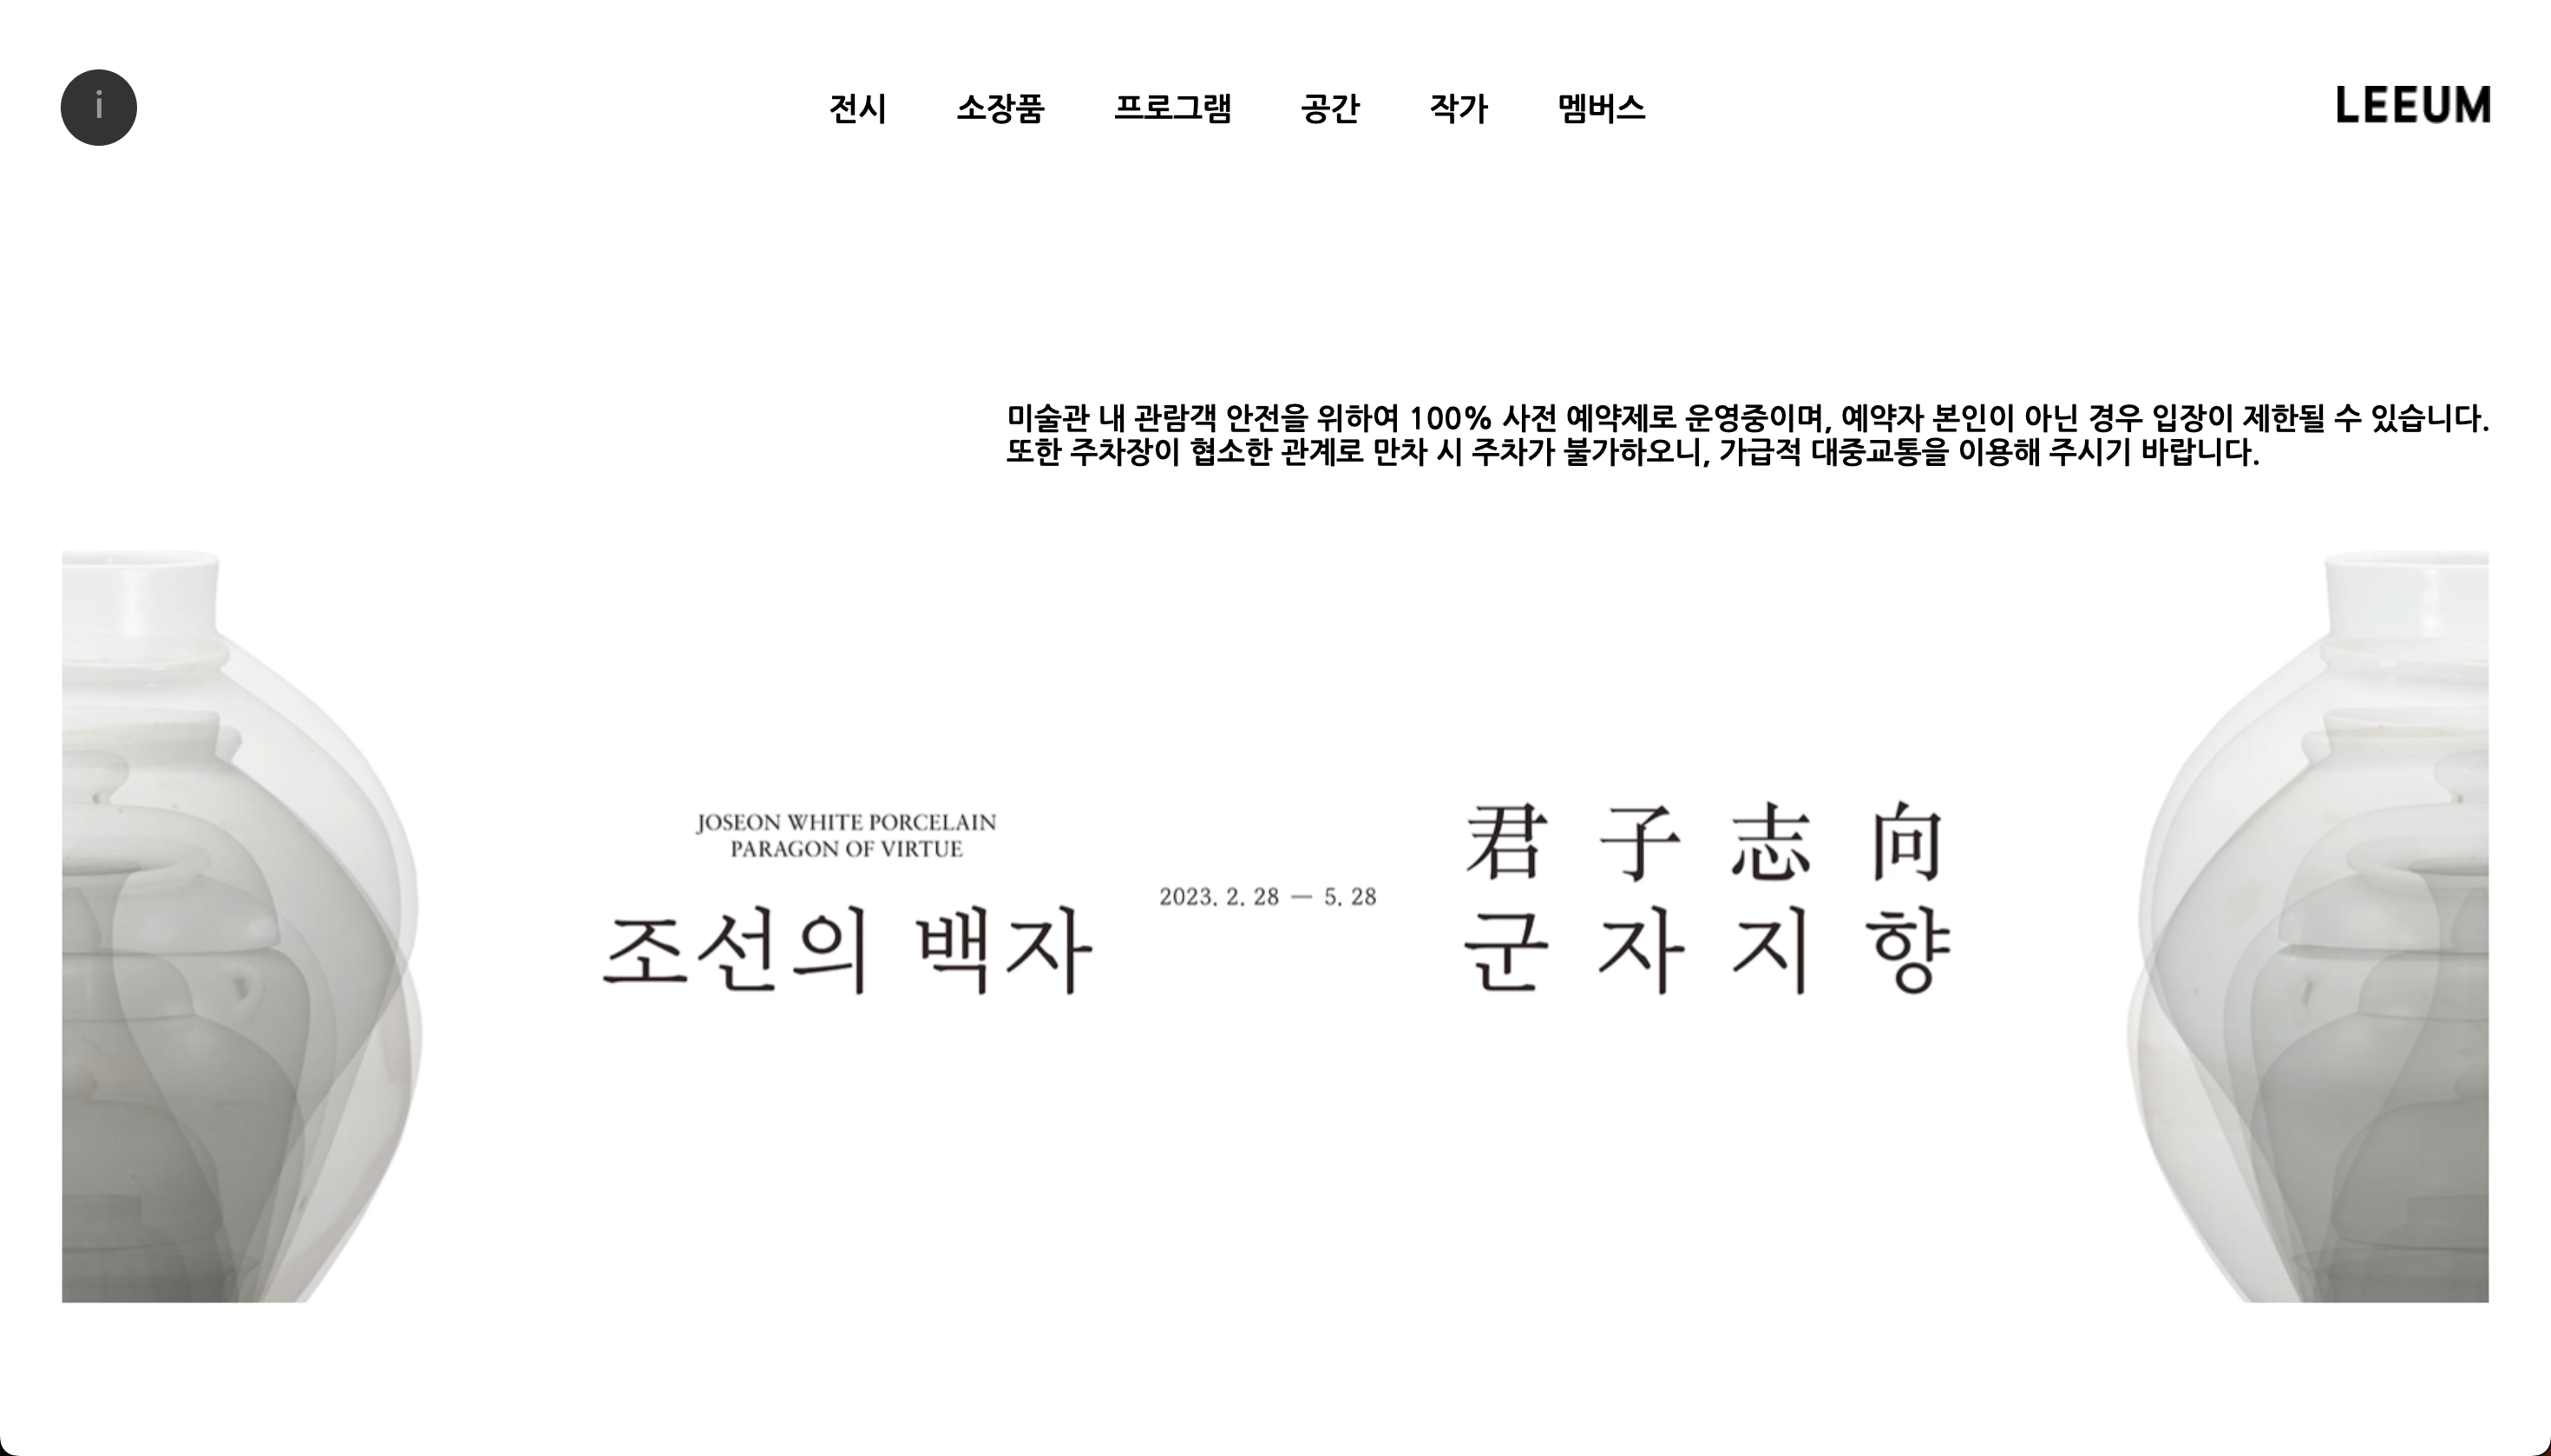 i
전시 소장품 프로그램 공간 작가 멤버스
LEEUM
미술관 내 관람객 안전을 위하여 100% 사전 예약제로 운영중이며, 예약자 본인이 아닌 경우 입장이 제한될 수 있습니다.
또한 주차장이 협소한 관계로 만차 시 주차가 불가하오니, 가급적 대중교통을 이용해 주시기 바랍니다.
JOSEON WHITE PORCELAIN
PARAGON OF VIRTUE
조선의 백자
2023. 2. 28 — 5. 28
君子志向
군자지향